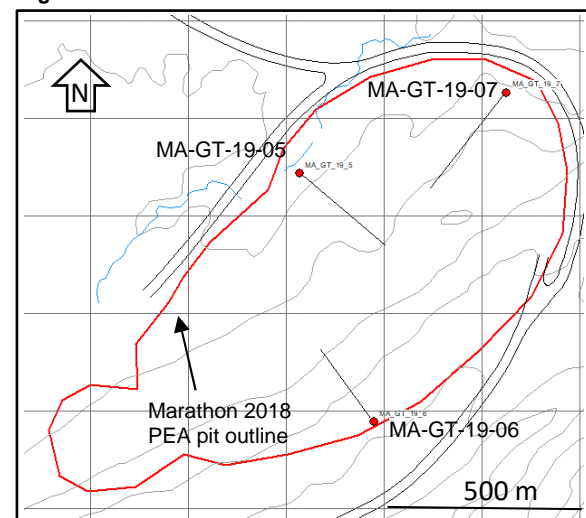 N
MA-GT-19-07
MA_GT_19_7
MA-GT-19-05
MA_GT_19_5
Marathon 2018
PEA pit outline
MA_GT_19_6
MA-GT-19-06
500 m